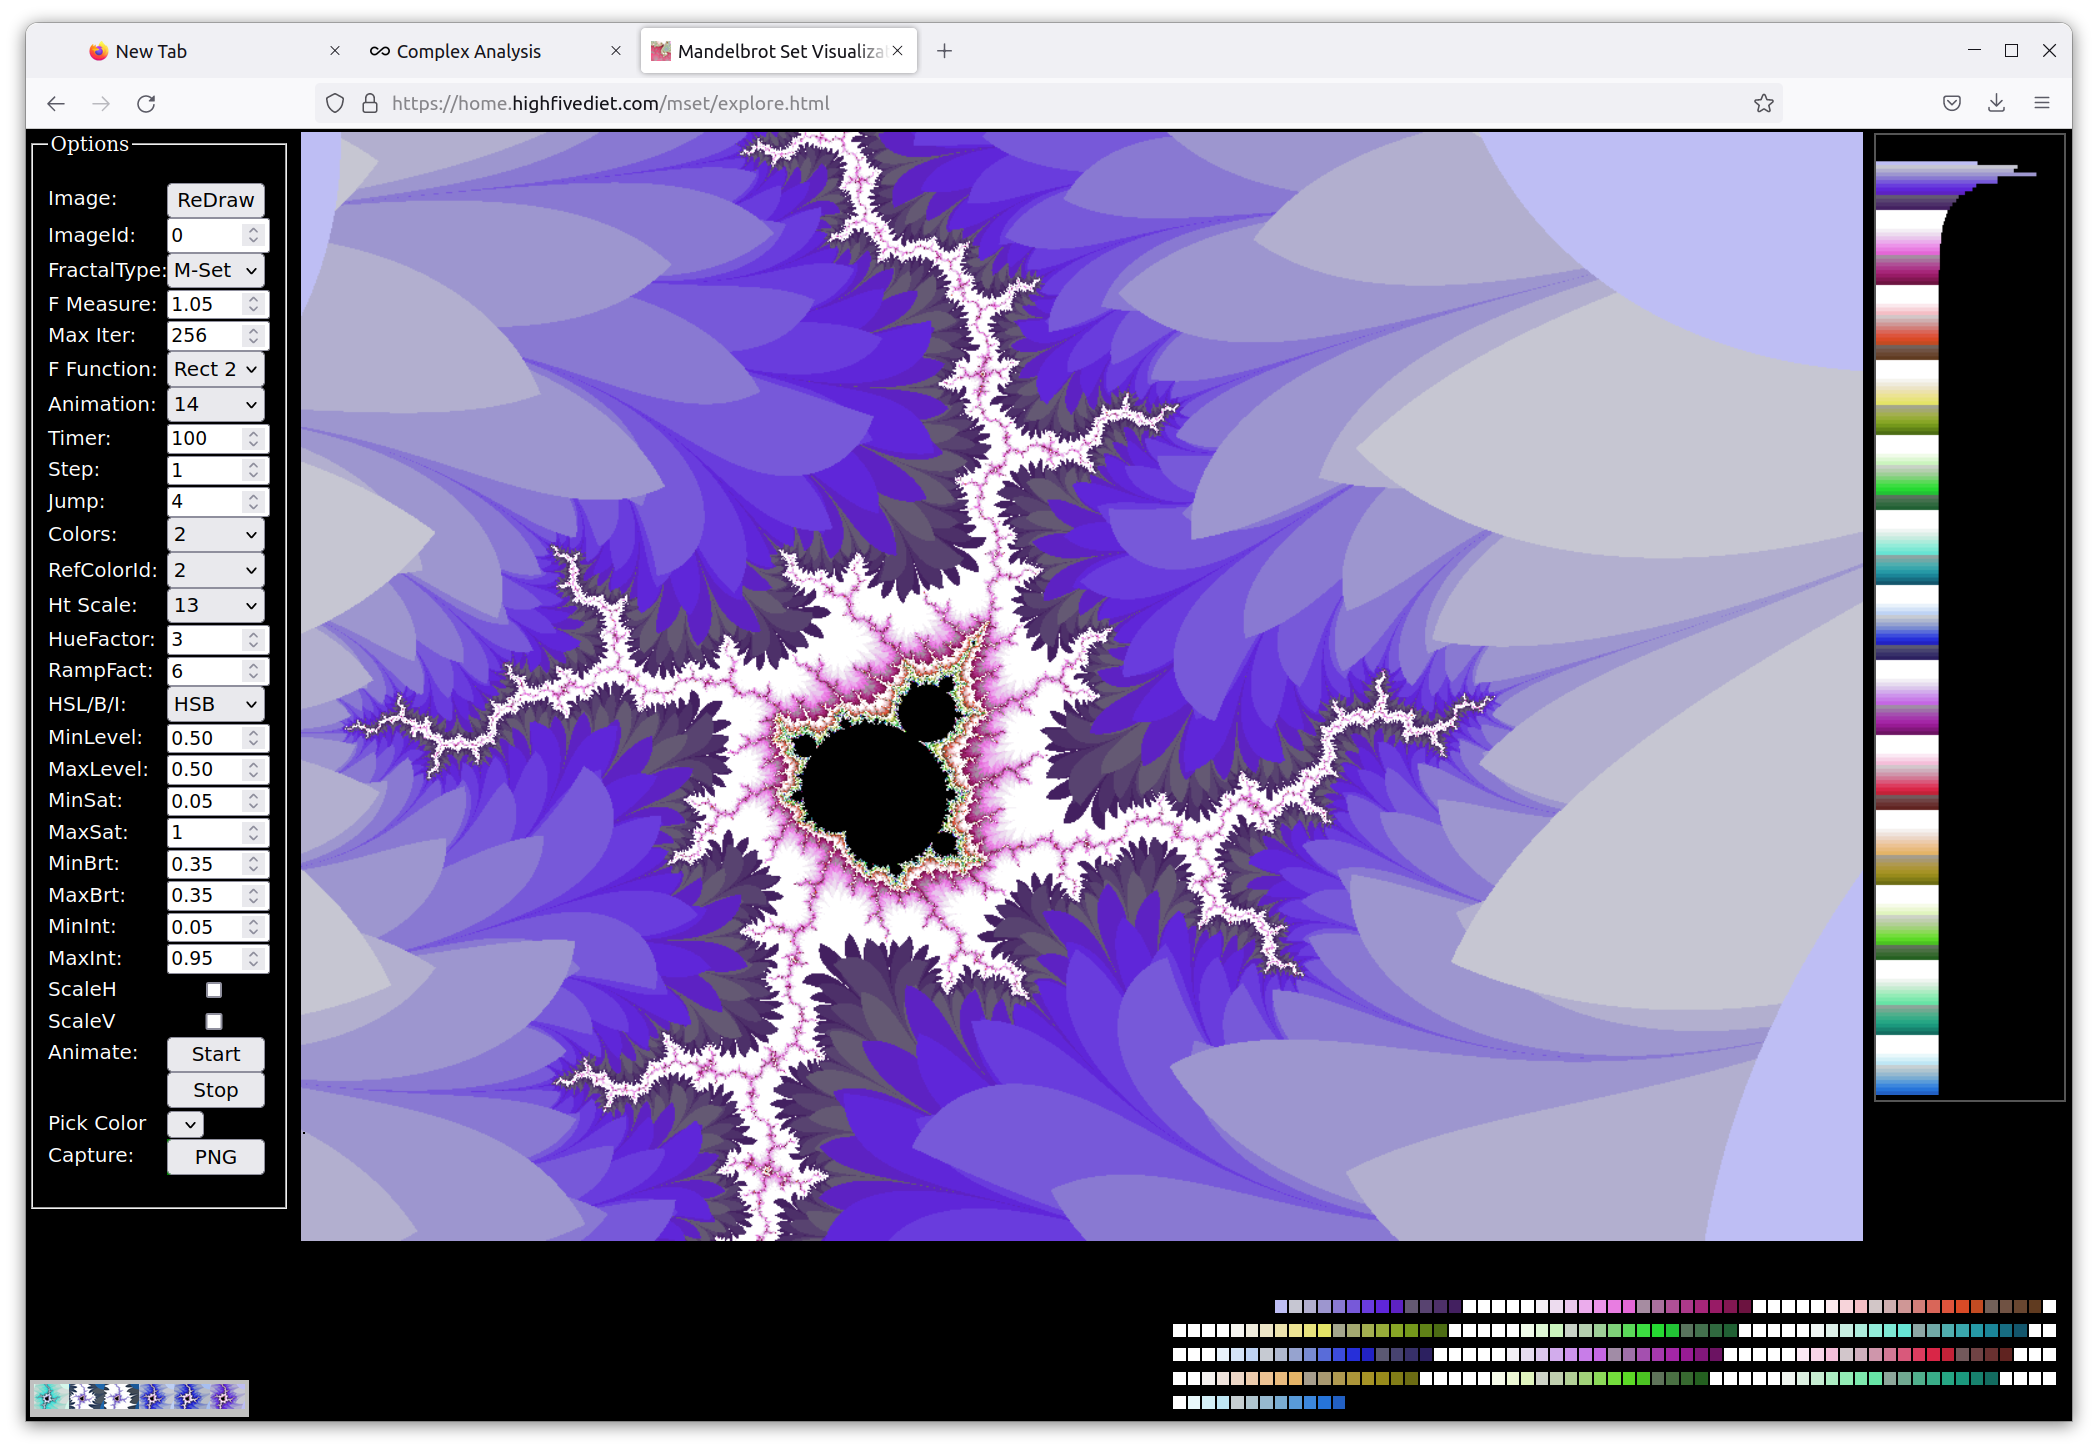 New Tab
Complex Analysis
Mandelbrot Set Visualiza
https://home.highfivediet.com/mset/explore.html
Options
Image: ReDraw
ImageId: 0
FractalType: M-Set
F Measure: 1.05
Max Iter: 256
F Function: Rect 2
Animation: 14
Timer: 100
Step: 1
Jump: 4
Colors: 2
RefColorId: 2
Ht Scale: 13
HueFactor: 3
RampFact: 6
HSL/B/I: HSB
MinLevel: 0.50
MaxLevel: 0.50
MinSat: 0.05
MaxSat: 1
MinBrt: 0.35
MaxBrt: 0.35
MinInt: 0.05
MaxInt: 0.95
ScaleH
ScaleV
Animate: Start
Stop
Pick Color
Capture: PNG